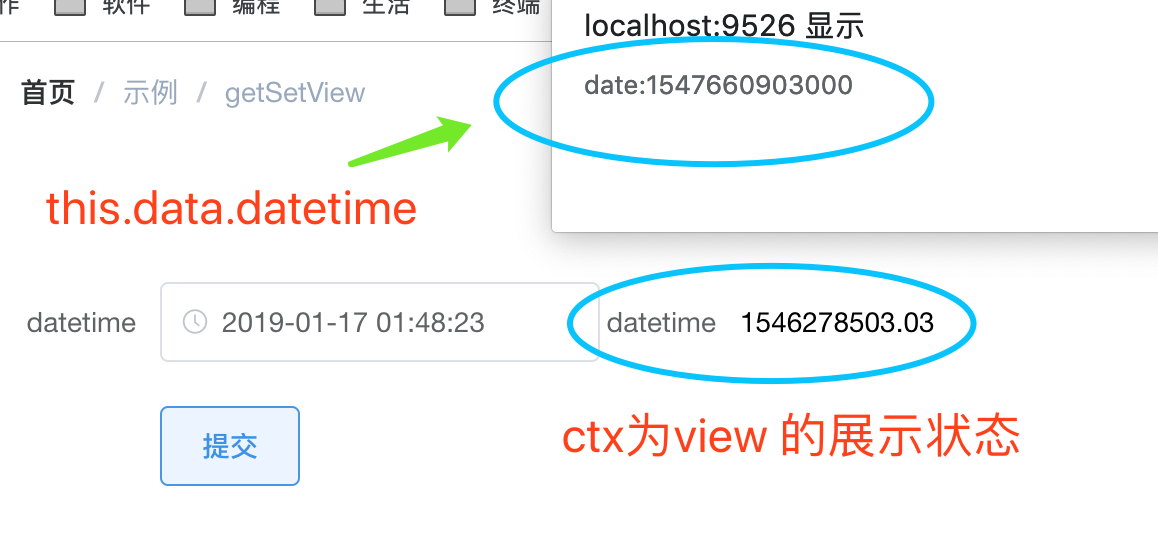 作 软件 编程 生活 终端
localhost:9526 显示
date:1547660903000
首页 / 示例 / getSetView
this.data.datetime
datetime 2019-01-17 01:48:23 datetime 1546278503.03
ctx为view 的展示状态
提交